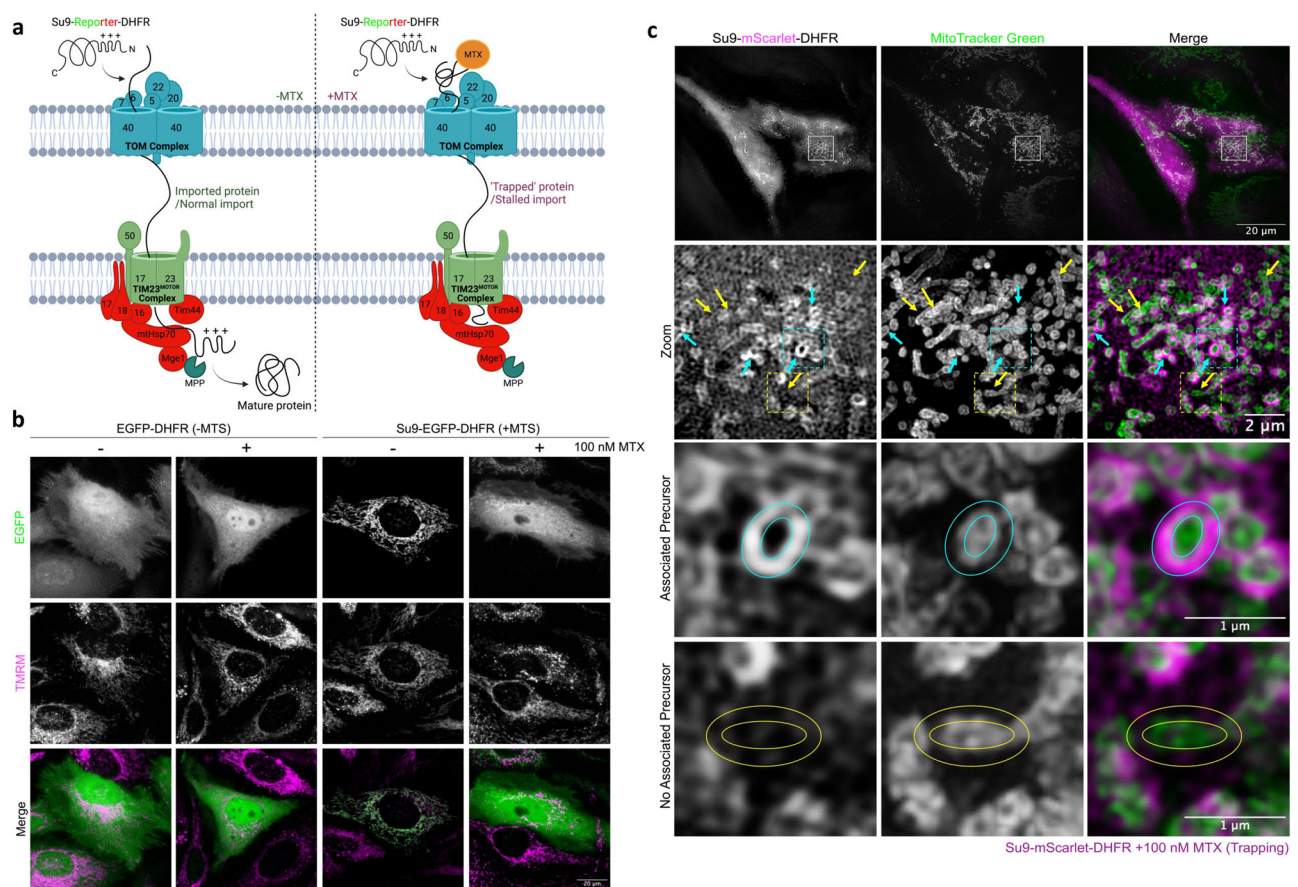 a
Su9-Reporter-DHFR
+ + +
N
C
7
6
5
22
20
40
40
TOM Complex
Imported protein
/Normal import
50
17
23
TIM23MOTOR
Complex
17
18
16
Tim44
mtHsp70
Mge1
MPP
+ + +
Mature protein
-MTX
+MTX
Su9-Reporter-DHFR
+ + +
N
C
MTX
7
6
5
22
20
40
40
TOM Complex
'Trapped' protein
/Stalled import
50
17
23
TIM23MOTOR
Complex
17
18
16
Tim44
mtHsp70
Mge1
MPP
b
EGFP-DHFR (-MTS)
Su9-EGFP-DHFR (+MTS)
- + - + 100 nM MTX
EGFP
TMRM
Merge
20 μm
c
Su9-mScarlet-DHFR
MitoTracker Green
Merge
20 μm
Zoom
2 μm
Associated Precursor
1 μm
No Associated Precursor
1 μm
Su9-mScarlet-DHFR +100 nM MTX (Trapping)